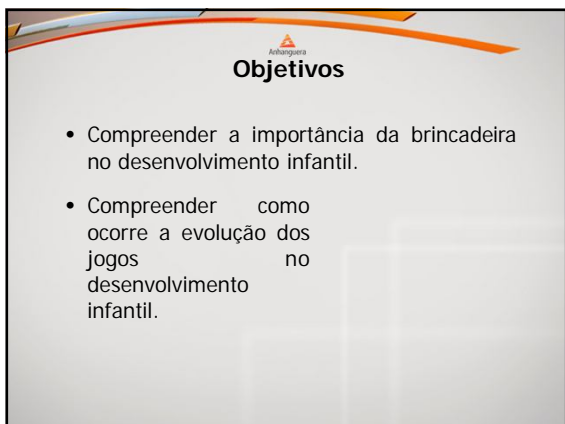 Anhanguera
Objetivos
• Compreender a importância da brincadeira
no desenvolvimento infantil.
• Compreender como
ocorre a evolução dos
jogos no
desenvolvimento
infantil.